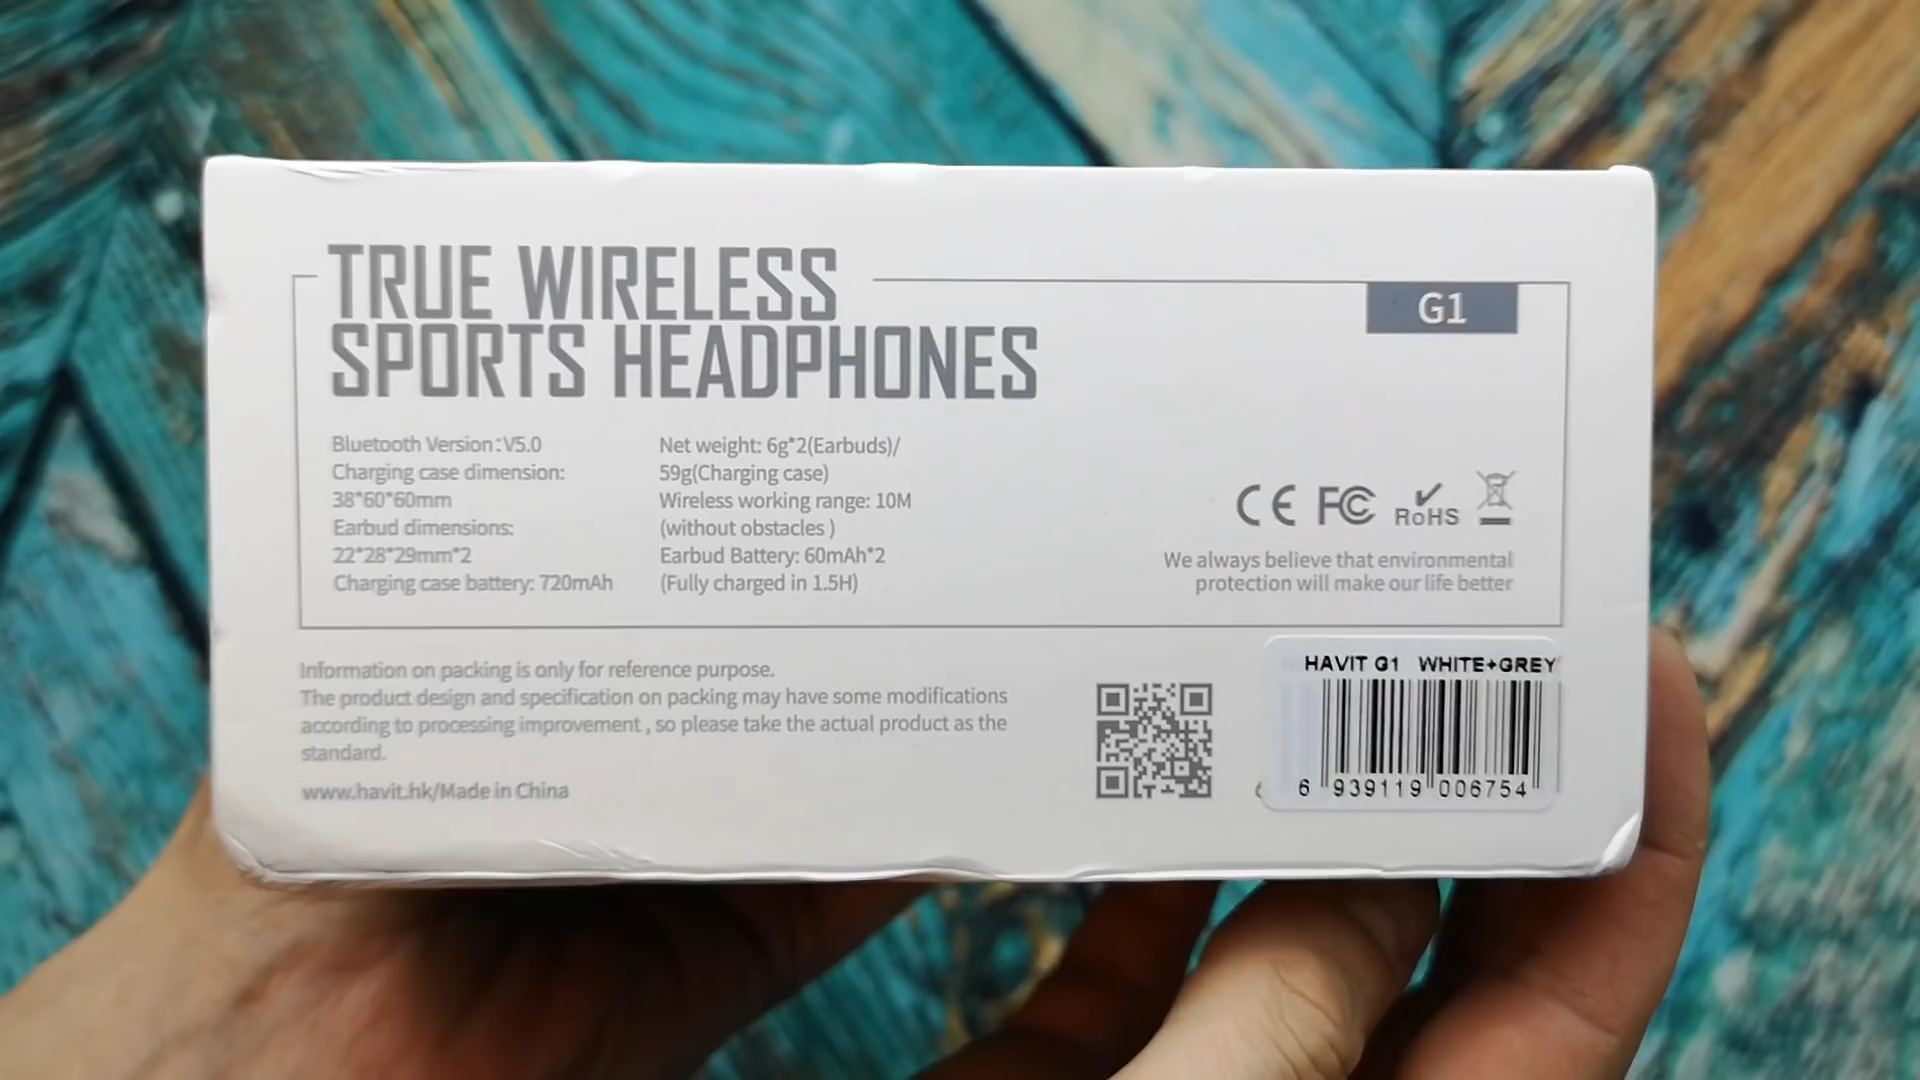 TRUE WIRELESS
SPORTS HEADPHONES
G1
Bluetooth Version:V5.0
Charging case dimension:
38*60*60mm
Earbud dimensions:
22*28*29mm*2
Charging case battery: 720mAh
Net weight: 6g*2(Earbuds)/
59g(Charging case)
Wireless working range: 10M
(without obstacles )
Earbud Battery: 60mAh*2
(Fully charged in 1.5H)
CE FC RoHS
We always believe that environmental
protection will make our life better
Information on packing is only for reference purpose.
The product design and specification on packing may have some modifications
according to processing improvement , so please take the actual product as the
standard.
www.havit.hk/Made in China
HAVIT G1 WHITE+GREY
6 939119 006754